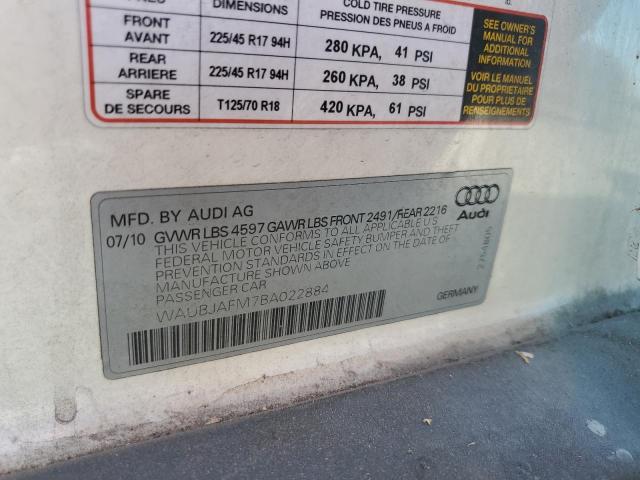 DIMENSIONS
COLD TIRE PRESSURE
PRESSION DES PNEUS A FROID
FRONT
AVANT
225/45 R17 94H
280 KPA, 41 PSI
REAR
ARRIERE
225/45 R17 94H
260 KPA, 38 PSI
SPARE
DE SECOURS
T125/70 R18
420 KPA, 61 PSI
SEE OWNER'S
MANUAL FOR
ADDITIONAL
INFORMATION
VOIR LE MANUEL
DU PROPRIETAIRE
POUR PLUS DE
RENSEIGNEMENTS
MFD. BY AUDI AG
07/10 GVWR LBS 4597 GAWR LBS FRONT 2491/REAR 2216
THIS VEHICLE CONFORMS TO ALL APPLICABLE U'S
FEDERAL MOTOR VEHICLE SAFETY BUMPER AND THEFT
PREVENTION STANDARDS IN EFFECT ON THE DATE OF
MANUFACTURE SHOWN ABOVE
PASSENGER CAR
WAUBJAFM7BA022884
Audi
GERMANY